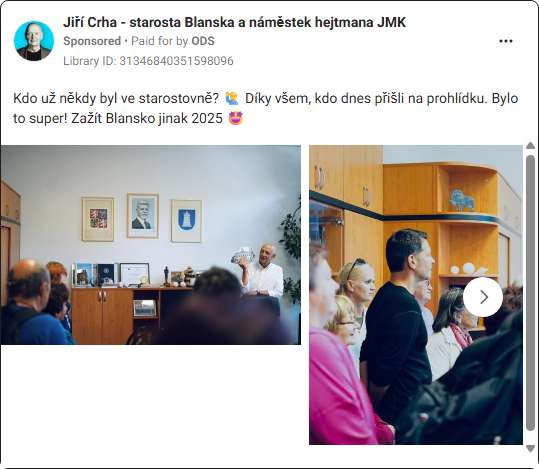 Jiří Crha - starosta Blanska a náměstek hejtmana JMK
Sponsored • Paid for by ODS
Library ID: 31346840351598096
Kdo už někdy byl ve starostovně? 🙋 Díky všem, kdo dnes přišli na prohlídku. Bylo
to super! Zažít Blansko jinak 2025 🤩